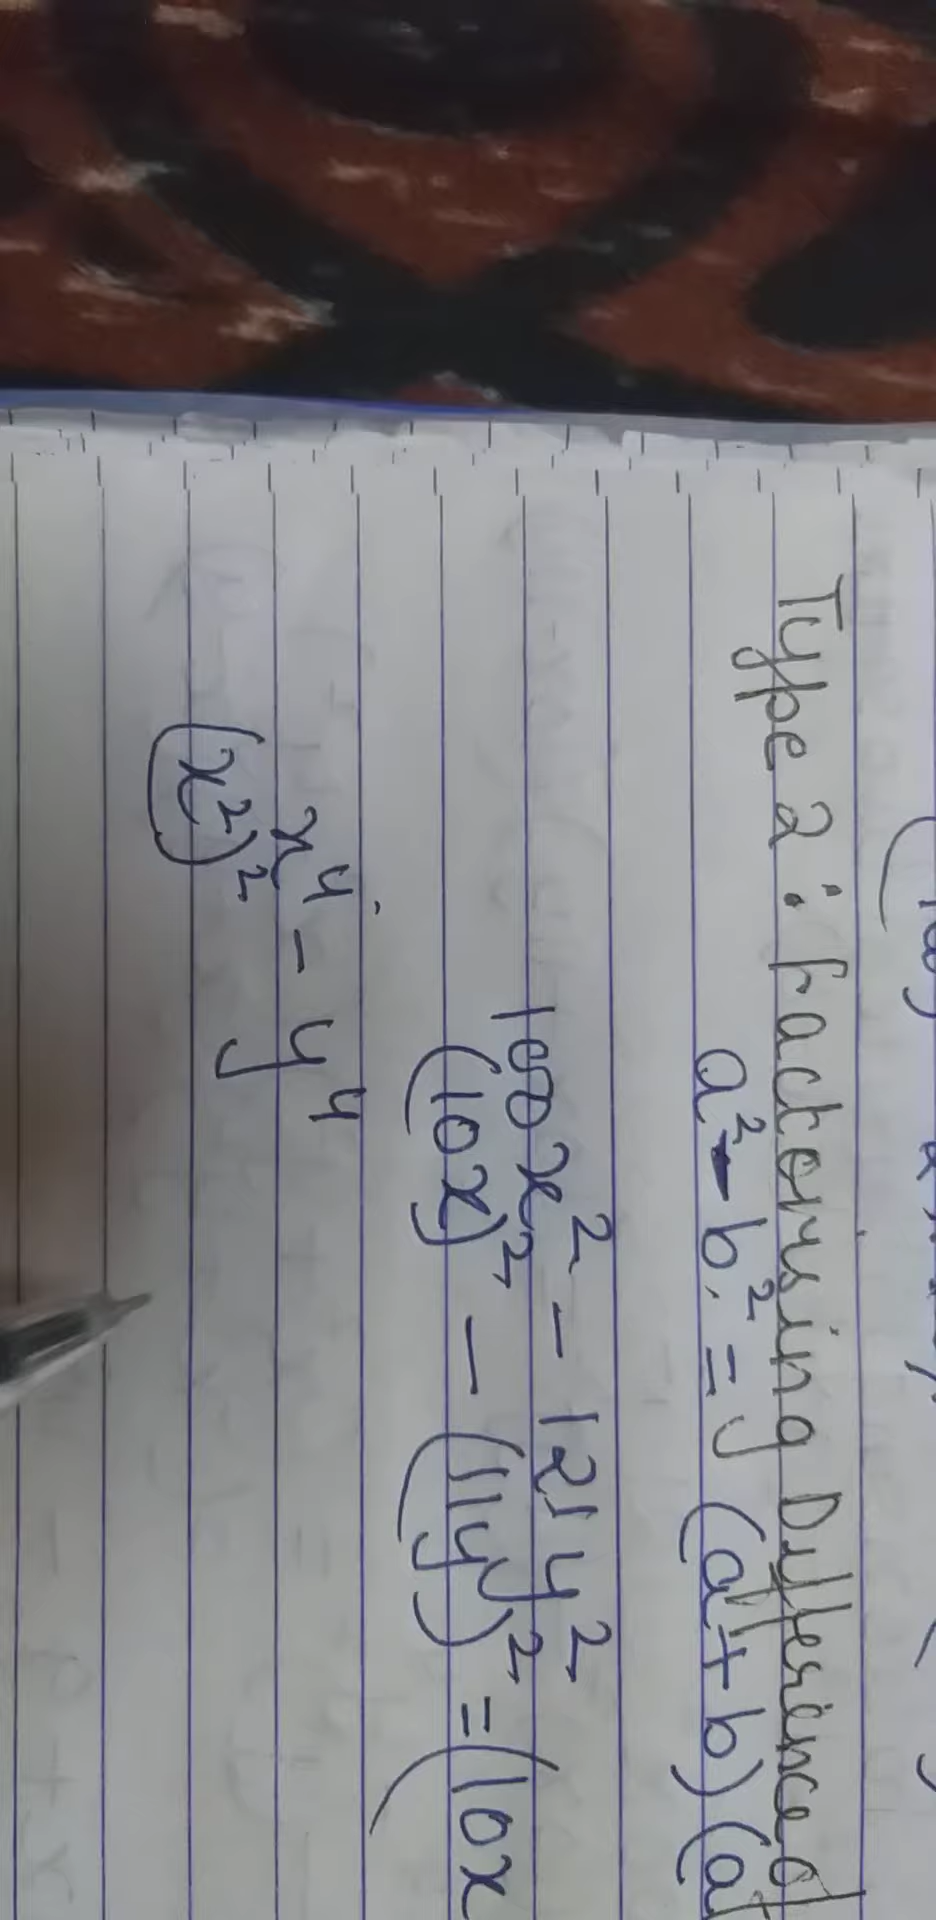 Type 2 : Factorising Difference of
a² - b² = y (a + b) (a
100x² - 121y²
(10x)² - (11y)² = (10x
x⁴ - y⁴
(x²)²